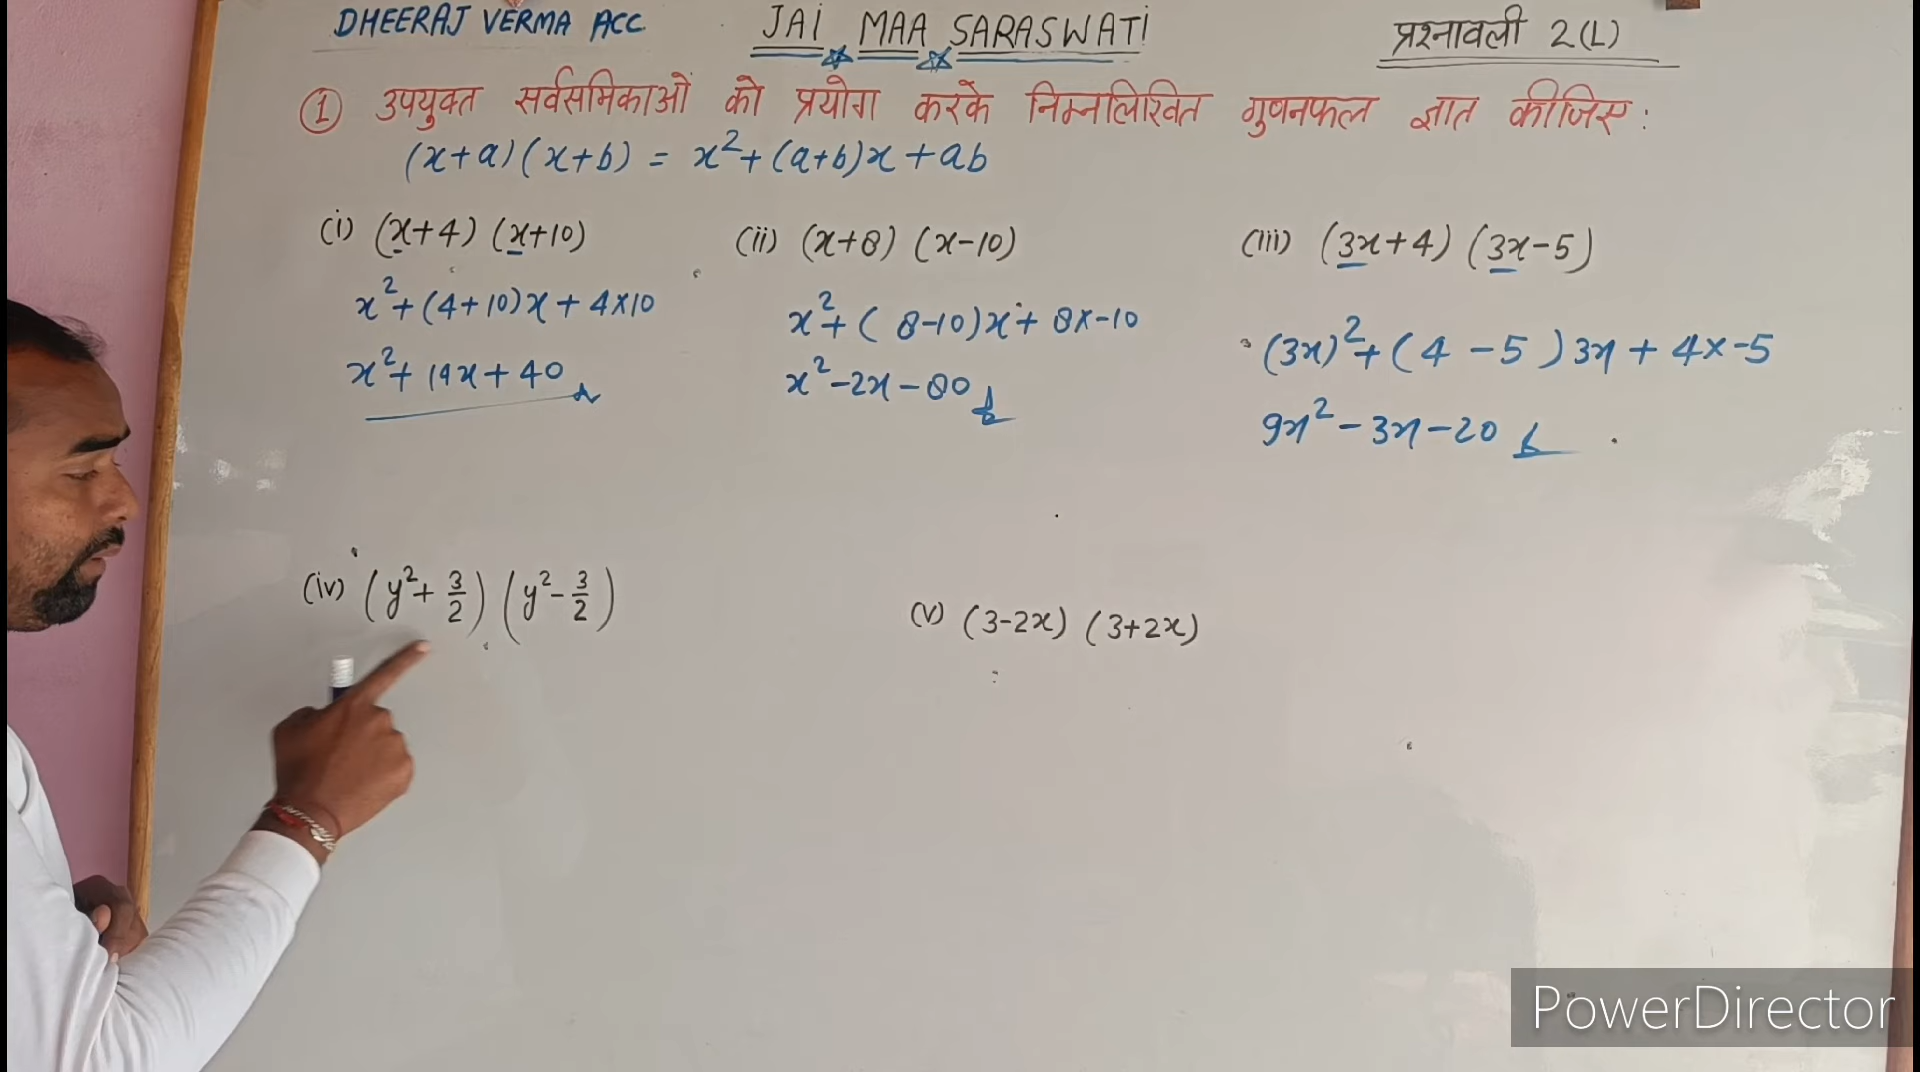 DHEERAJ VERMA ACC. JAI MAA SARASWATI प्रश्नावली 2(L)
① उपयुक्त सर्वसमिकाओं को प्रयोग करके निम्नलिखित गुणनफल ज्ञात कीजिए:
(x+a)(x+b) = x²+(a+b)x+ab
(i) (x+4) (x+10)
x²+(4+10)x+4×10
x²+14x+40
(ii) (x+8) (x-10)
x²+(8-10)x+8×-10
x²-2x-80
(iii) (3x+4) (3x-5)
(3x)²+(4-5)3x+4×-5
9x²-3x-20
(iv) (y²+3/2) (y²-3/2)
(v) (3-2x) (3+2x)
PowerDirector